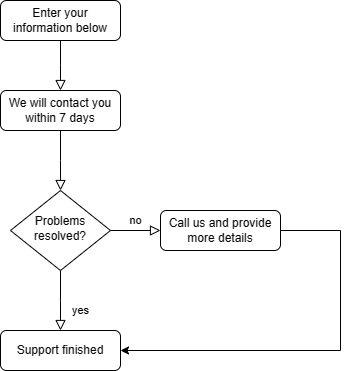 Enter your
information below
We will contact you
within 7 days
Problems
resolved?
no
Call us and provide
more details
yes
Support finished